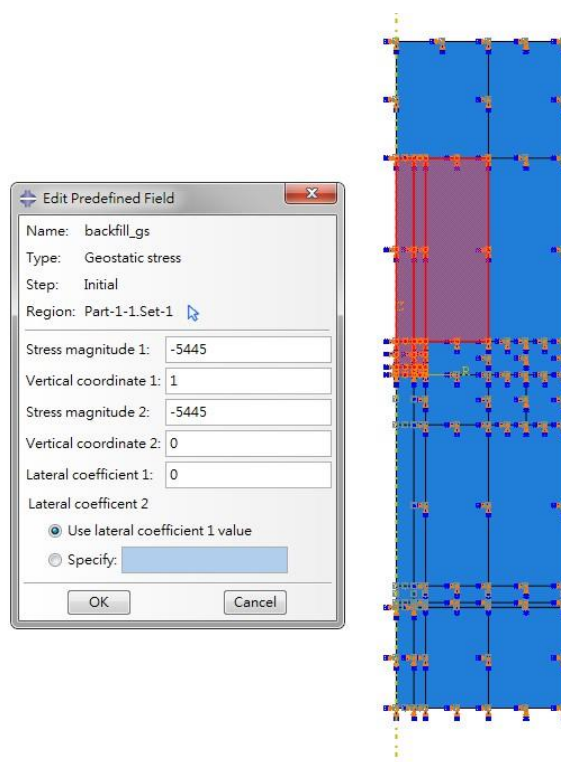 Edit Predefined Field
Name: backfill_gs
Type: Geostatic stress
Step: Initial
Region: Part-1-1.Set-1
Stress magnitude 1: -5445
Vertical coordinate 1: 1
Stress magnitude 2: -5445
Vertical coordinate 2: 0
Lateral coefficient 1: 0
Lateral coefficent 2
Use lateral coefficient 1 value
Specify:
OK Cancel
R